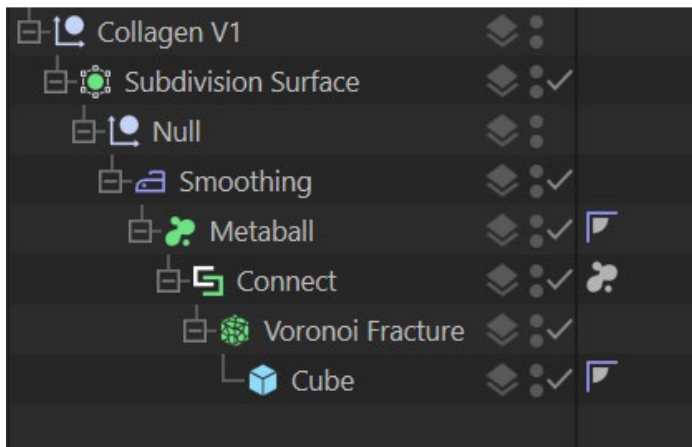 Collagen V1
Subdivision Surface
Null
Smoothing
Metaball
Connect
Voronoi Fracture
Cube